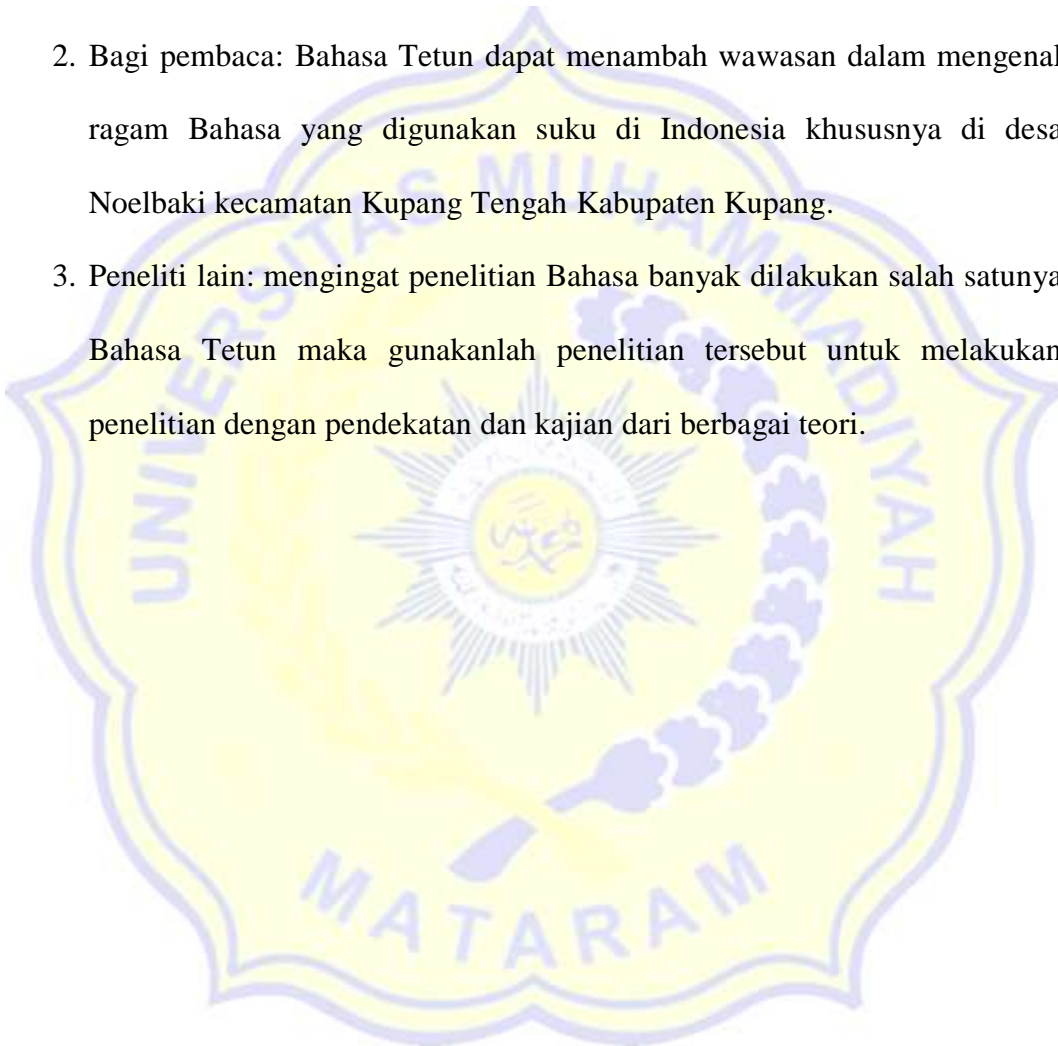 2. Bagi pembaca: Bahasa Tetun dapat menambah wawasan dalam mengenal
ragam Bahasa yang digunakan suku di Indonesia khususnya di desa
Noelbaki kecamatan Kupang Tengah Kabupaten Kupang.
3. Peneliti lain: mengingat penelitian Bahasa banyak dilakukan salah satunya
Bahasa Tetun maka gunakanlah penelitian tersebut untuk melakukan
penelitian dengan pendekatan dan kajian dari berbagai teori.
UNIVERSITAS MUHAMMADIYAH
MATARAM